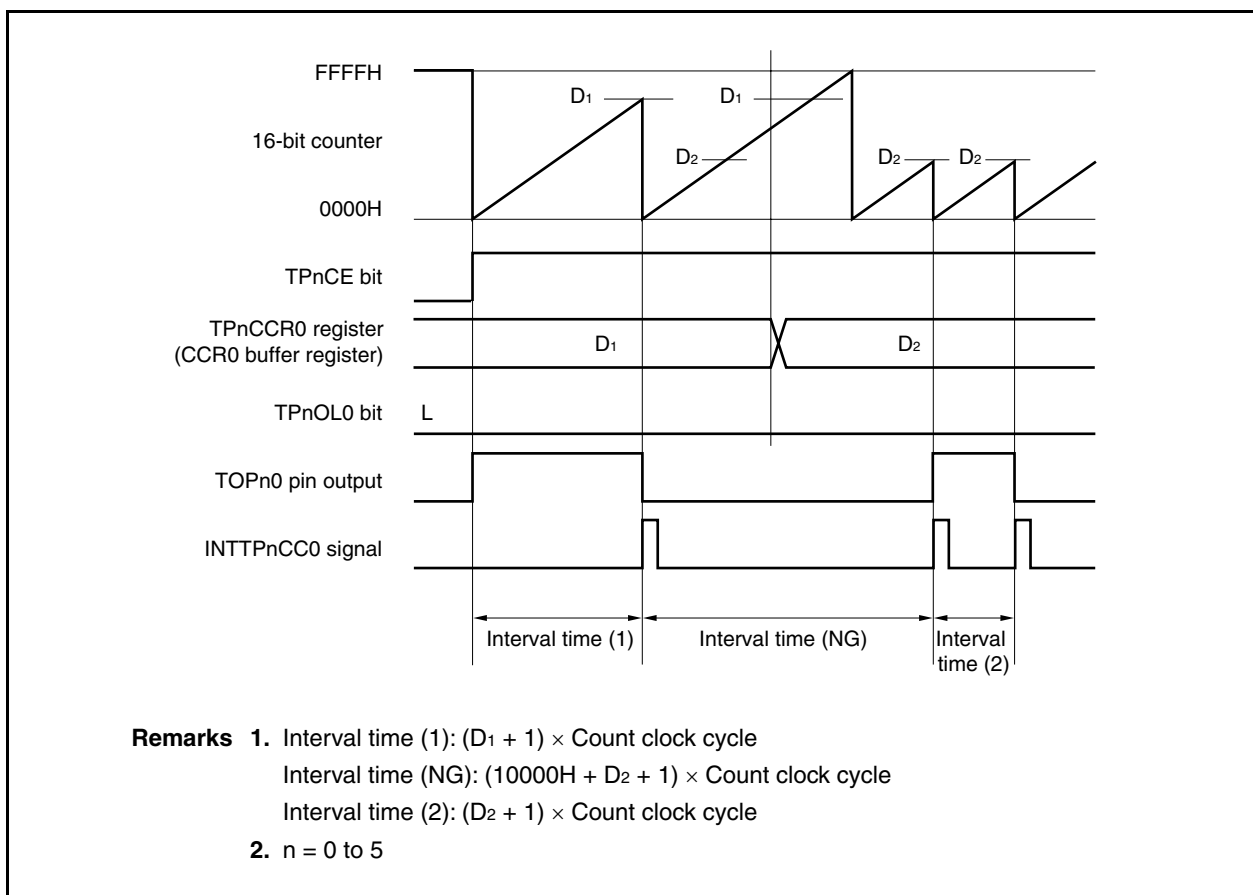 FFFFH
D1 D1
16-bit counter
D2 D2 D2
0000H
TPnCE bit
TPnCCR0 register
(CCR0 buffer register)
D1 D2
TPnOL0 bit L
TOPn0 pin output
INTTPnCC0 signal
Interval time (1) Interval time (NG) Interval
time (2)
Remarks 1. Interval time (1): (D1 + 1) × Count clock cycle
Interval time (NG): (10000H + D2 + 1) × Count clock cycle
Interval time (2): (D2 + 1) × Count clock cycle
2. n = 0 to 5